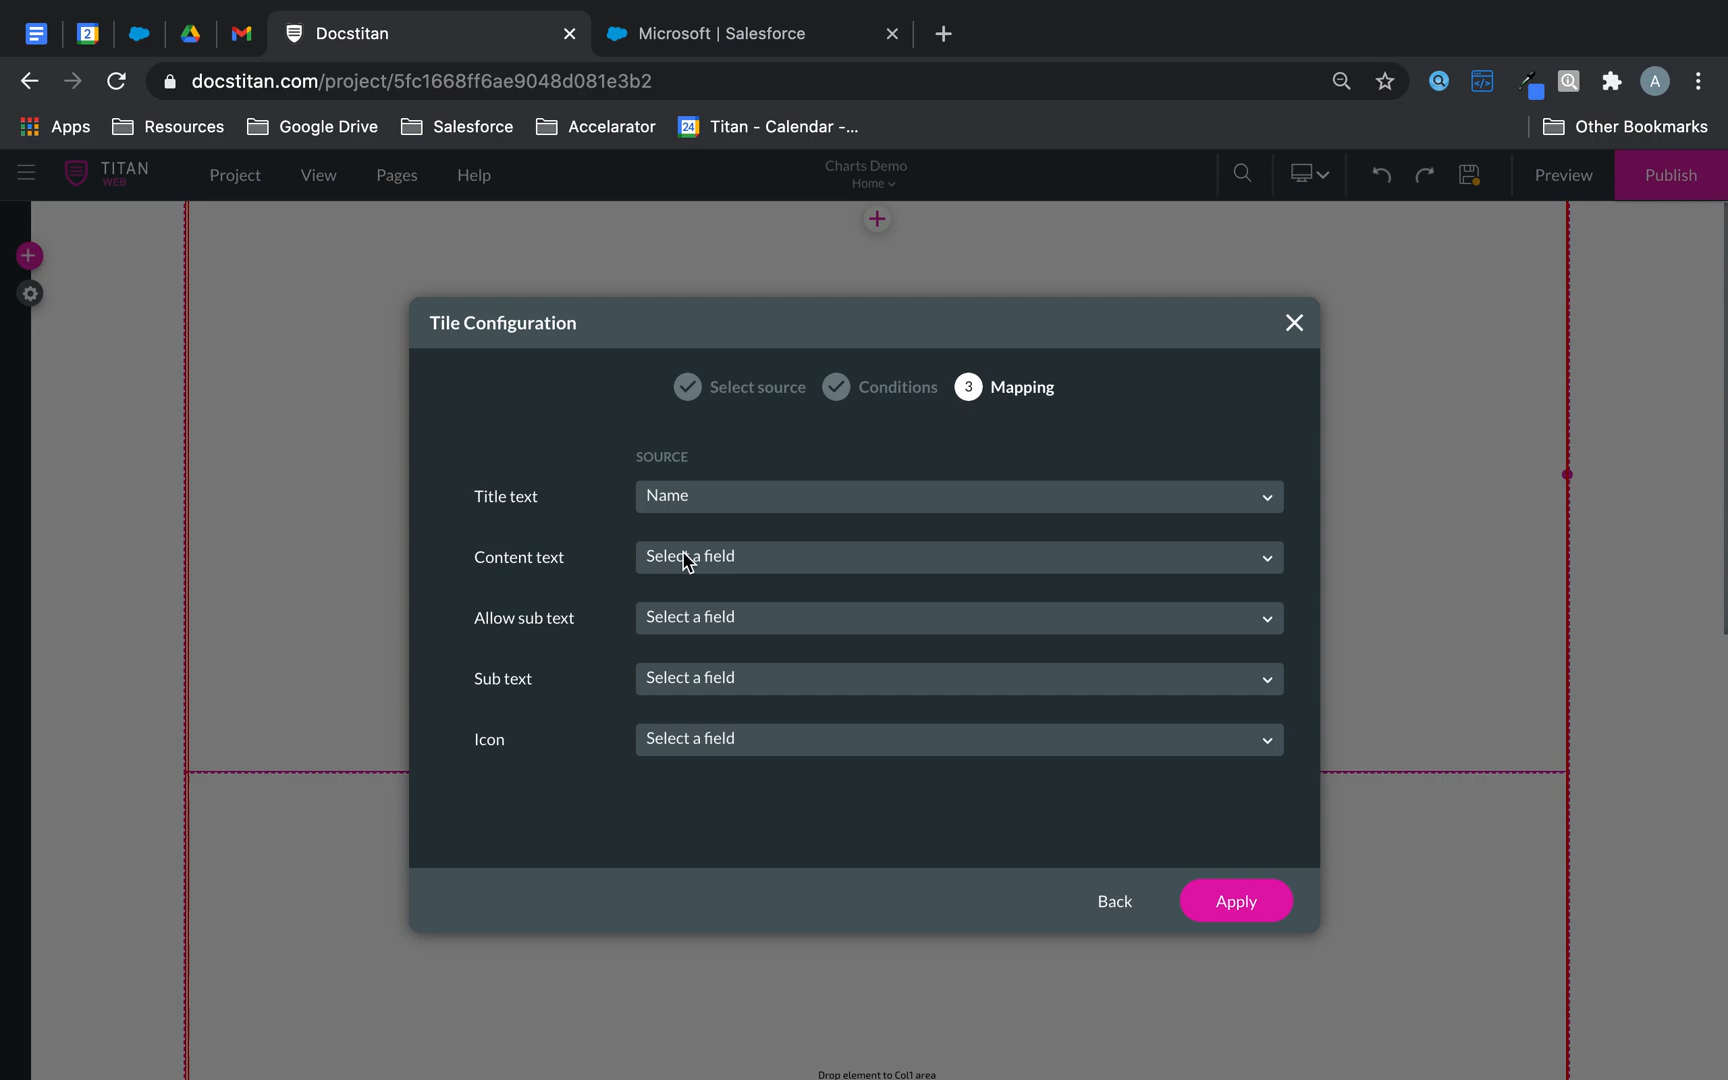 Docstitan
Microsoft | Salesforce
docstitan.com/project/5fc1668ff6ae9048d081e3b2
A
Apps
Resources
Google Drive
Salesforce
Accelarator
24
Titan - Calendar -...
Other Bookmarks
TITAN
WEB
Project
View
Pages
Help
Charts Demo
Home
Preview
Publish
Tile Configuration
Select source
Conditions
3 Mapping
SOURCE
Title text
Name
Content text
Select a field
Allow sub text
Select a field
Sub text
Select a field
Icon
Select a field
Back
Apply
Drop element to Col1 area